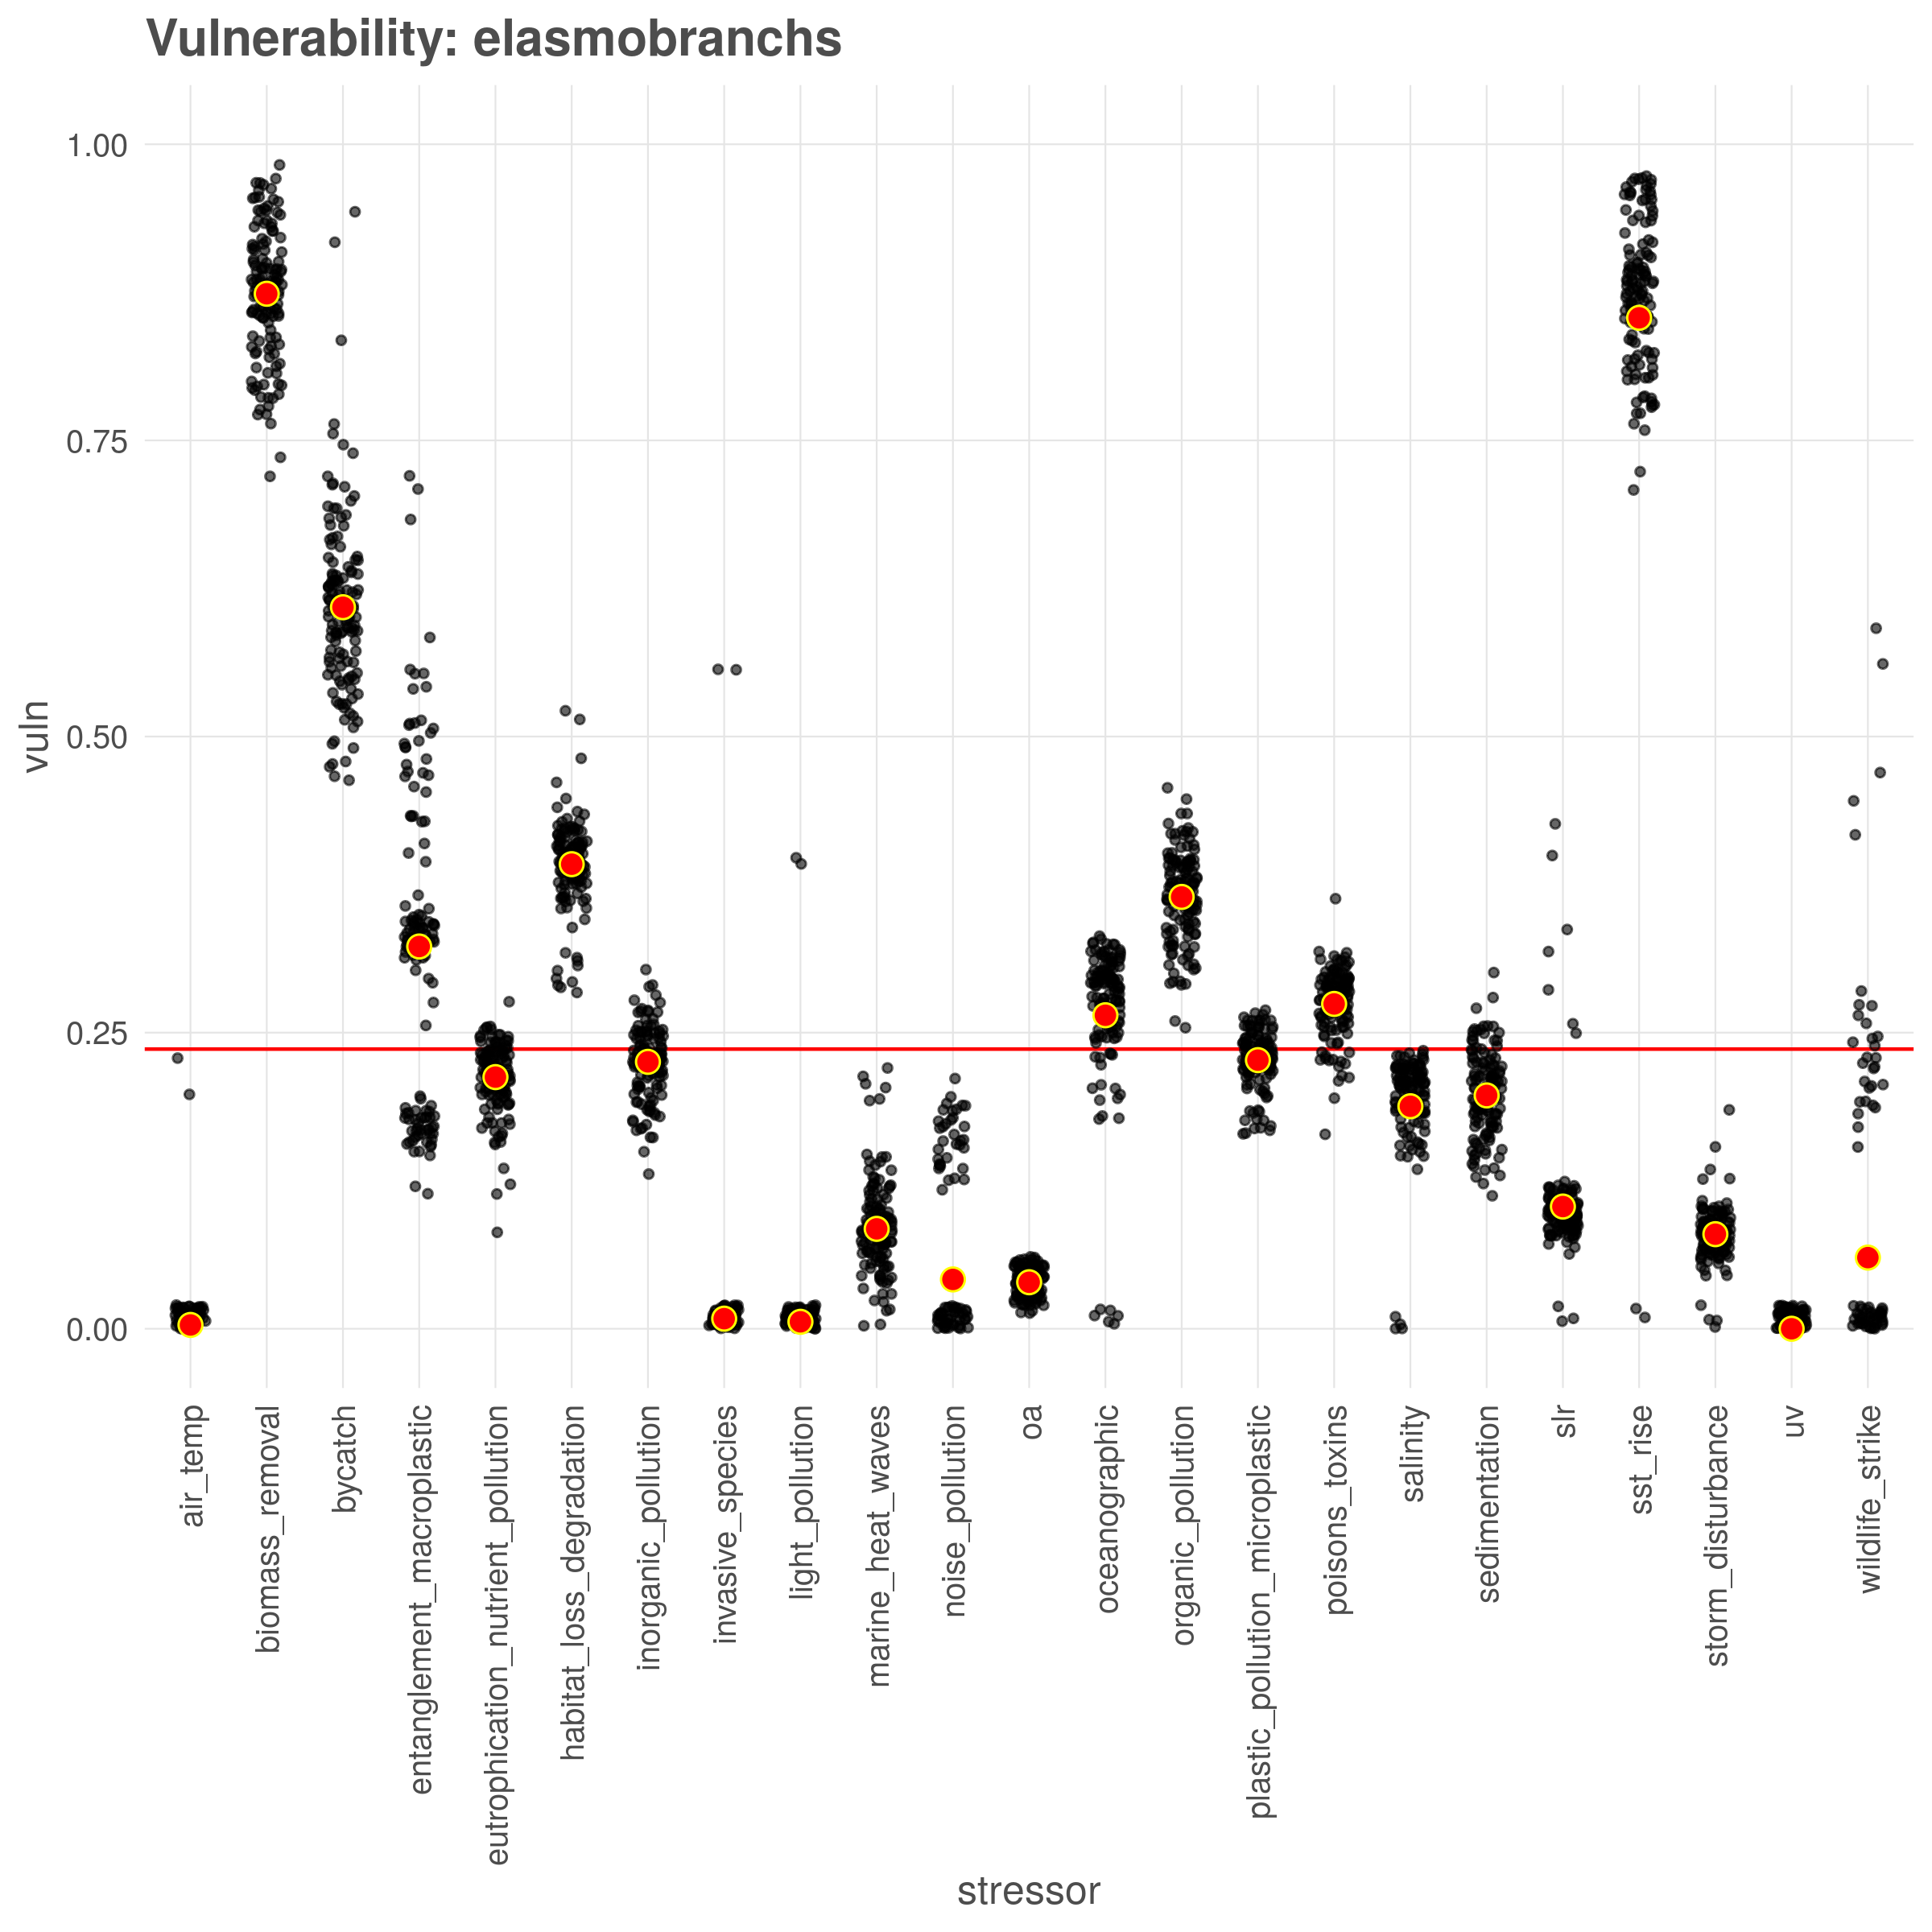 Vulnerability: elasmobranchs
1.00
0.75
0.50
0.25
0.00
vuln
air_temp
biomass_removal
bycatch
entanglement_macroplastic
eutrophication_nutrient_pollution
habitat_loss_degradation
inorganic_pollution
invasive_species
light_pollution
marine_heat_waves
noise_pollution
oa
oceanographic
organic_pollution
plastic_pollution_microplastic
poisons_toxins
salinity
sedimentation
slr
sst_rise
storm_disturbance
uv
wildlife_strike
stressor